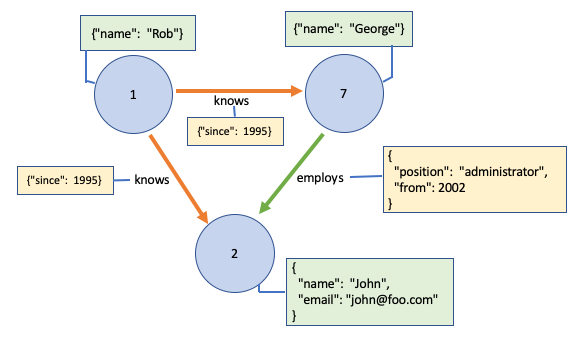 {"name": "Rob"}
{"name": "George"}
1
7
knows
{"since": 1995}
{"since": 1995}
knows
employs
{
"position": "administrator",
"from": 2002
}
2
{
"name": "John",
"email": "john@foo.com"
}